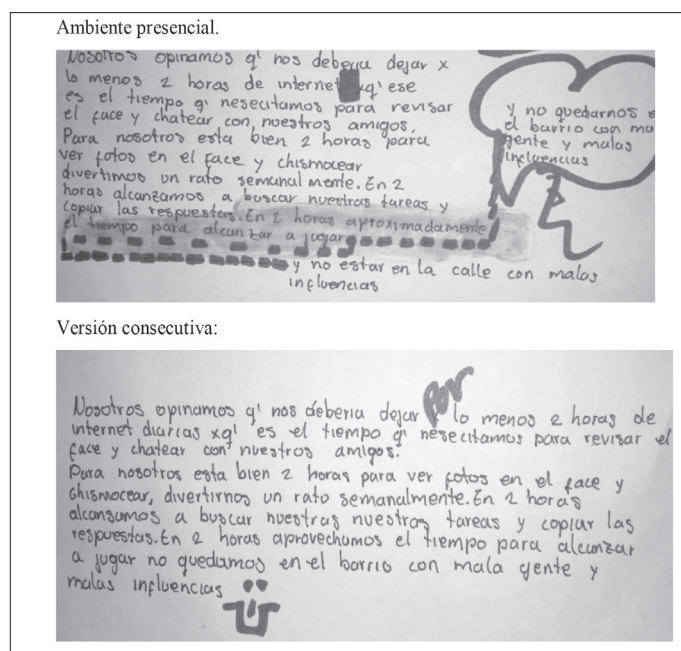 Ambiente presencial.
Nosotros opinamos q' nos deberia dejar x
lo menos 2 horas de internet xq' ese
es el tiempo q' nesecitamos para revisar
el face y chatear con nuestros amigos.
Para nosotros esta bien 2 horas para
ver fotos en el face y chismocear
divertirnos un rato semanal mente. En 2
horas alcanzamos a buscar nuestras tareas y
copiar las respuestas. En 2 horas aproximadamente
el tiempo para alcanzar a jugar
y no estar en la calle con malas
influencias
y no quedarnos
el barrio con
gente y malas
influencias
Versión consecutiva:
Nosotros opinamos q' nos deberia dejar por lo menos 2 horas de
internet diarias xq' es el tiempo q' nesecitamos para revisar el
face y chatear con nuestros amigos.
Para nosotros esta bien 2 horas para ver fotos en el face y
chismocear, divertirnos un rato semanalmente. En 2 horas
alcansamos a buscar nuestras nuestras tareas y copiar las
respuestas. En 2 horas aprovechamos el tiempo para alcanzar
a jugar no quedarnos en el barrio con mala gente y
malas influencias